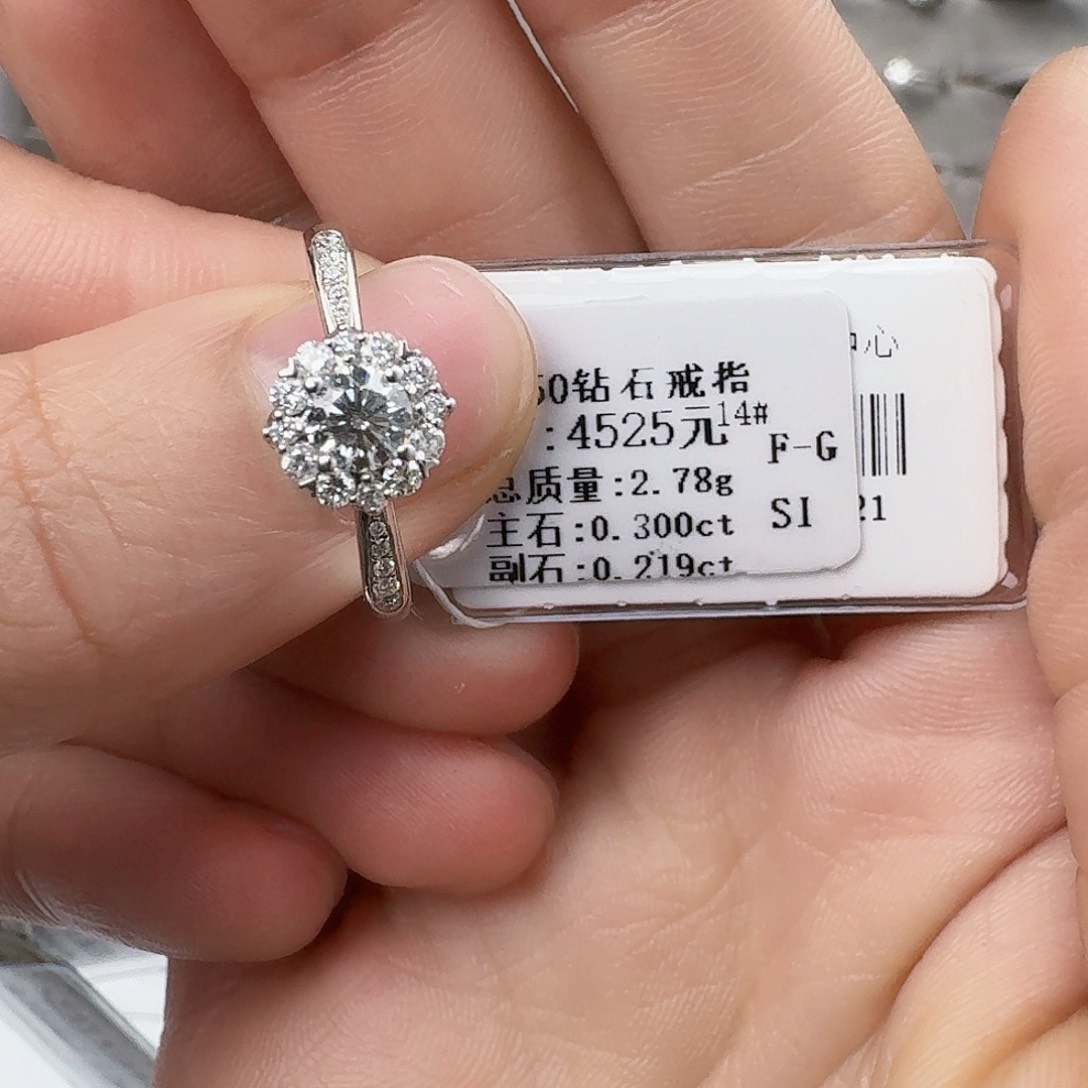 中心
50钻石戒指
:4525元14#
F-G
总质量:2.78g
主石:0.300ct
SI
21
副石:0.219ct